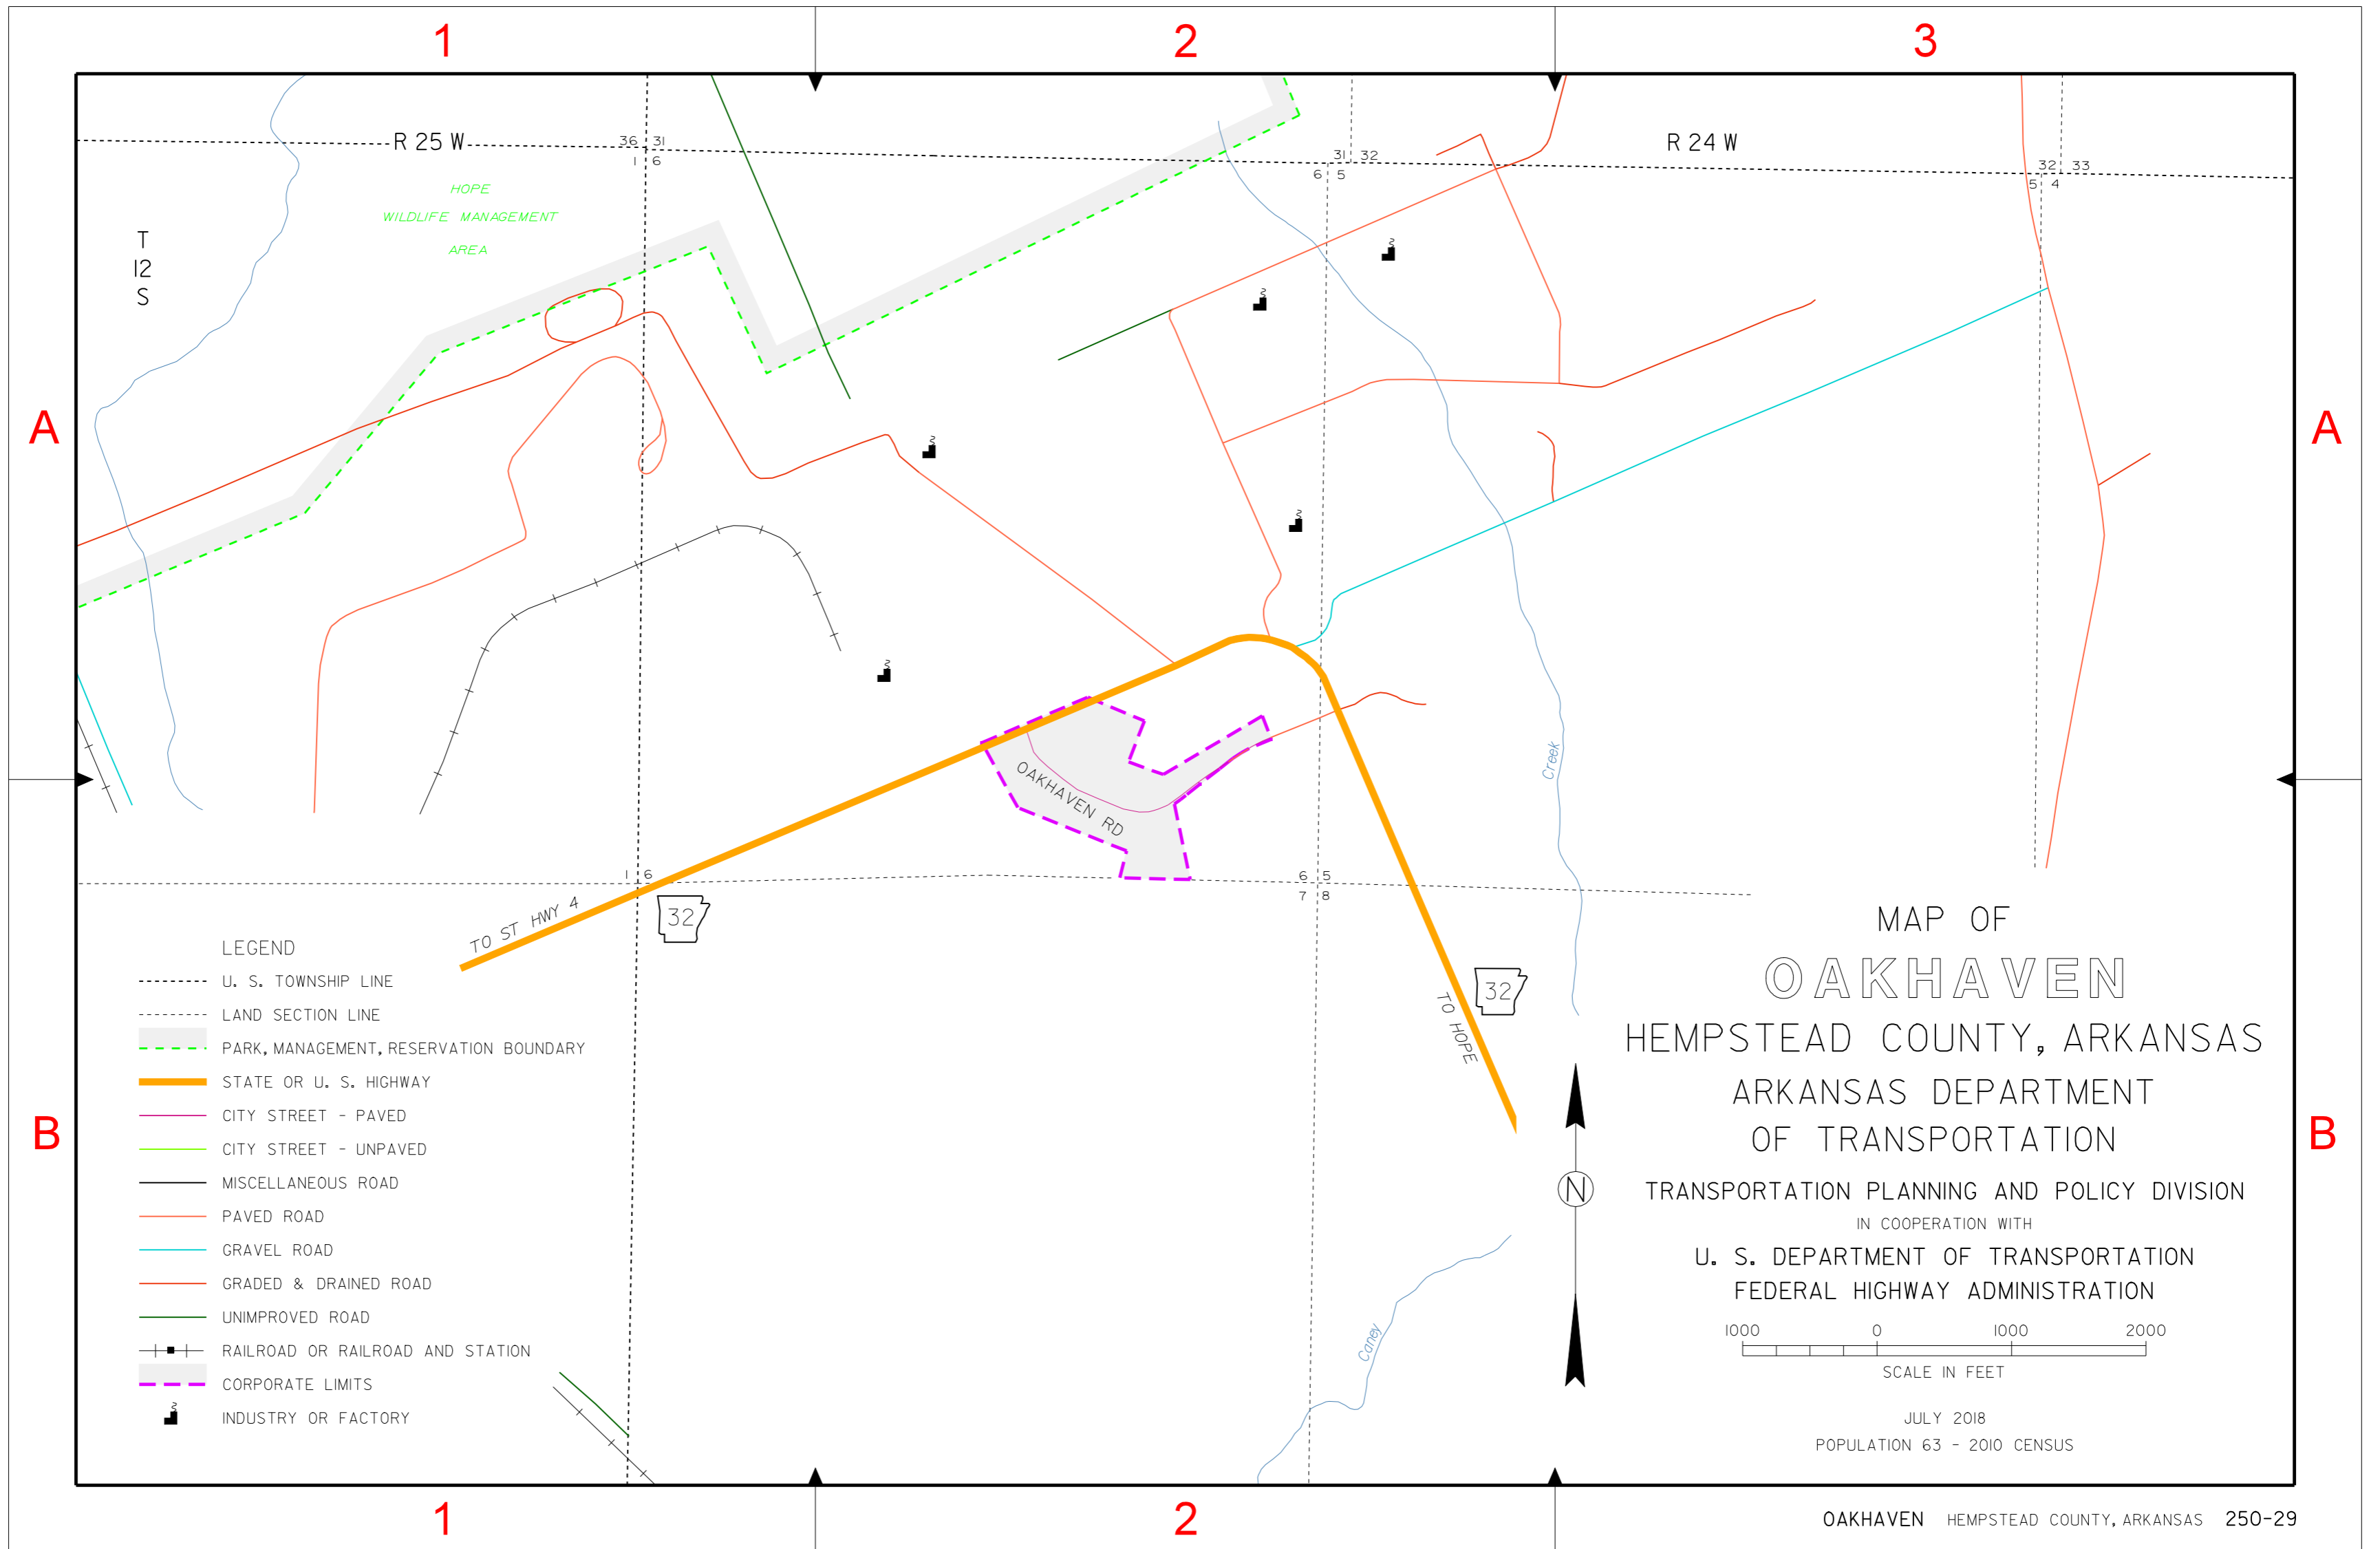 1 2 3
R 25 W
36 31
1 6
31 32
6 5
R 24 W
32 33
5 4
HOPE
WILDLIFE MANAGEMENT
AREA
T
12
S
A A
Creek
OAKHAVEN RD
1 6
6 5
7 8
32
TO ST HWY 4
32
TO HOPE
Caney
B B
LEGEND
U. S. TOWNSHIP LINE
LAND SECTION LINE
PARK, MANAGEMENT, RESERVATION BOUNDARY
STATE OR U. S. HIGHWAY
CITY STREET - PAVED
CITY STREET - UNPAVED
MISCELLANEOUS ROAD
PAVED ROAD
GRAVEL ROAD
GRADED & DRAINED ROAD
UNIMPROVED ROAD
RAILROAD OR RAILROAD AND STATION
CORPORATE LIMITS
INDUSTRY OR FACTORY
N
MAP OF
OAKHAVEN
HEMPSTEAD COUNTY, ARKANSAS
ARKANSAS DEPARTMENT
OF TRANSPORTATION
TRANSPORTATION PLANNING AND POLICY DIVISION
IN COOPERATION WITH
U. S. DEPARTMENT OF TRANSPORTATION
FEDERAL HIGHWAY ADMINISTRATION
1000 0 1000 2000
SCALE IN FEET
JULY 2018
POPULATION 63 - 2010 CENSUS
1 2
OAKHAVEN HEMPSTEAD COUNTY, ARKANSAS 250-29